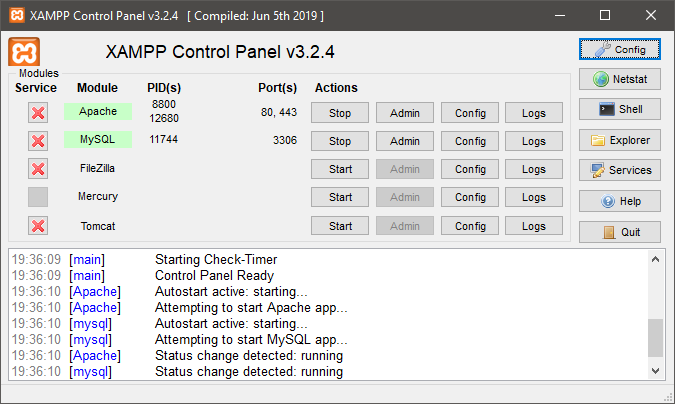 XAMPP Control Panel v3.2.4 [ Compiled: Jun 5th 2019 ]
XAMPP Control Panel v3.2.4
Config
Modules
Service Module PID(s) Port(s) Actions
Netstat
Apache 8800 12680 80, 443 Stop Admin Config Logs
Shell
MySQL 11744 3306 Stop Admin Config Logs
Explorer
FileZilla Start Admin Config Logs
Services
Mercury Start Admin Config Logs
Help
Tomcat Start Admin Config Logs
Quit
19:36:09 [main] Starting Check-Timer
19:36:09 [main] Control Panel Ready
19:36:10 [Apache] Autostart active: starting...
19:36:10 [Apache] Attempting to start Apache app...
19:36:10 [mysql] Autostart active: starting...
19:36:10 [mysql] Attempting to start MySQL app...
19:36:10 [Apache] Status change detected: running
19:36:10 [mysql] Status change detected: running